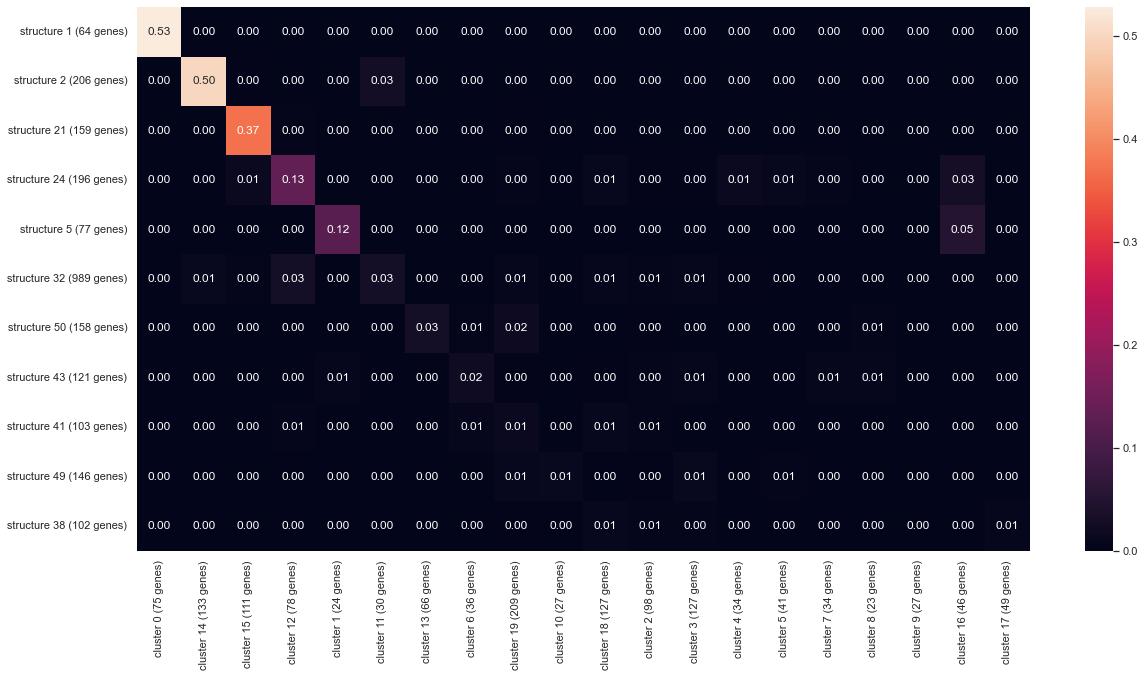 structure 1 (64 genes) 0.53 0.00 0.00 0.00 0.00 0.00 0.00 0.00 0.00 0.00 0.00 0.00 0.00 0.00 0.00 0.00 0.00 0.00 0.00 0.00
structure 2 (206 genes) 0.00 0.50 0.00 0.00 0.00 0.03 0.00 0.00 0.00 0.00 0.00 0.00 0.00 0.00 0.00 0.00 0.00 0.00 0.00 0.00
structure 21 (159 genes) 0.00 0.00 0.37 0.00 0.00 0.00 0.00 0.00 0.00 0.00 0.00 0.00 0.00 0.00 0.00 0.00 0.00 0.00 0.00 0.00
structure 24 (196 genes) 0.00 0.00 0.01 0.13 0.00 0.00 0.00 0.00 0.00 0.00 0.01 0.00 0.00 0.01 0.01 0.00 0.00 0.00 0.03 0.00
structure 5 (77 genes) 0.00 0.00 0.00 0.00 0.12 0.00 0.00 0.00 0.00 0.00 0.00 0.00 0.00 0.00 0.00 0.00 0.00 0.00 0.05 0.00
structure 32 (989 genes) 0.00 0.01 0.00 0.03 0.00 0.03 0.00 0.00 0.01 0.00 0.01 0.01 0.01 0.00 0.00 0.00 0.00 0.00 0.00 0.00
structure 50 (158 genes) 0.00 0.00 0.00 0.00 0.00 0.00 0.03 0.01 0.02 0.00 0.00 0.00 0.00 0.00 0.00 0.00 0.01 0.00 0.00 0.00
structure 43 (121 genes) 0.00 0.00 0.00 0.00 0.01 0.00 0.00 0.02 0.00 0.00 0.00 0.00 0.01 0.00 0.00 0.01 0.01 0.00 0.00 0.00
structure 41 (103 genes) 0.00 0.00 0.00 0.01 0.00 0.00 0.00 0.01 0.01 0.00 0.01 0.01 0.00 0.00 0.00 0.00 0.00 0.00 0.00 0.00
structure 49 (146 genes) 0.00 0.00 0.00 0.00 0.00 0.00 0.00 0.00 0.01 0.01 0.00 0.00 0.01 0.00 0.01 0.00 0.00 0.00 0.00 0.00
structure 38 (102 genes) 0.00 0.00 0.00 0.00 0.00 0.00 0.00 0.00 0.00 0.00 0.01 0.01 0.00 0.00 0.00 0.00 0.00 0.00 0.00 0.01
cluster 0 (75 genes)
cluster 14 (133 genes)
cluster 15 (111 genes)
cluster 12 (78 genes)
cluster 1 (24 genes)
cluster 11 (30 genes)
cluster 13 (66 genes)
cluster 6 (36 genes)
cluster 19 (209 genes)
cluster 10 (27 genes)
cluster 18 (127 genes)
cluster 2 (98 genes)
cluster 3 (127 genes)
cluster 4 (34 genes)
cluster 5 (41 genes)
cluster 7 (34 genes)
cluster 8 (23 genes)
cluster 9 (27 genes)
cluster 16 (46 genes)
cluster 17 (49 genes)
0.5
0.4
0.3
0.2
0.1
0.0